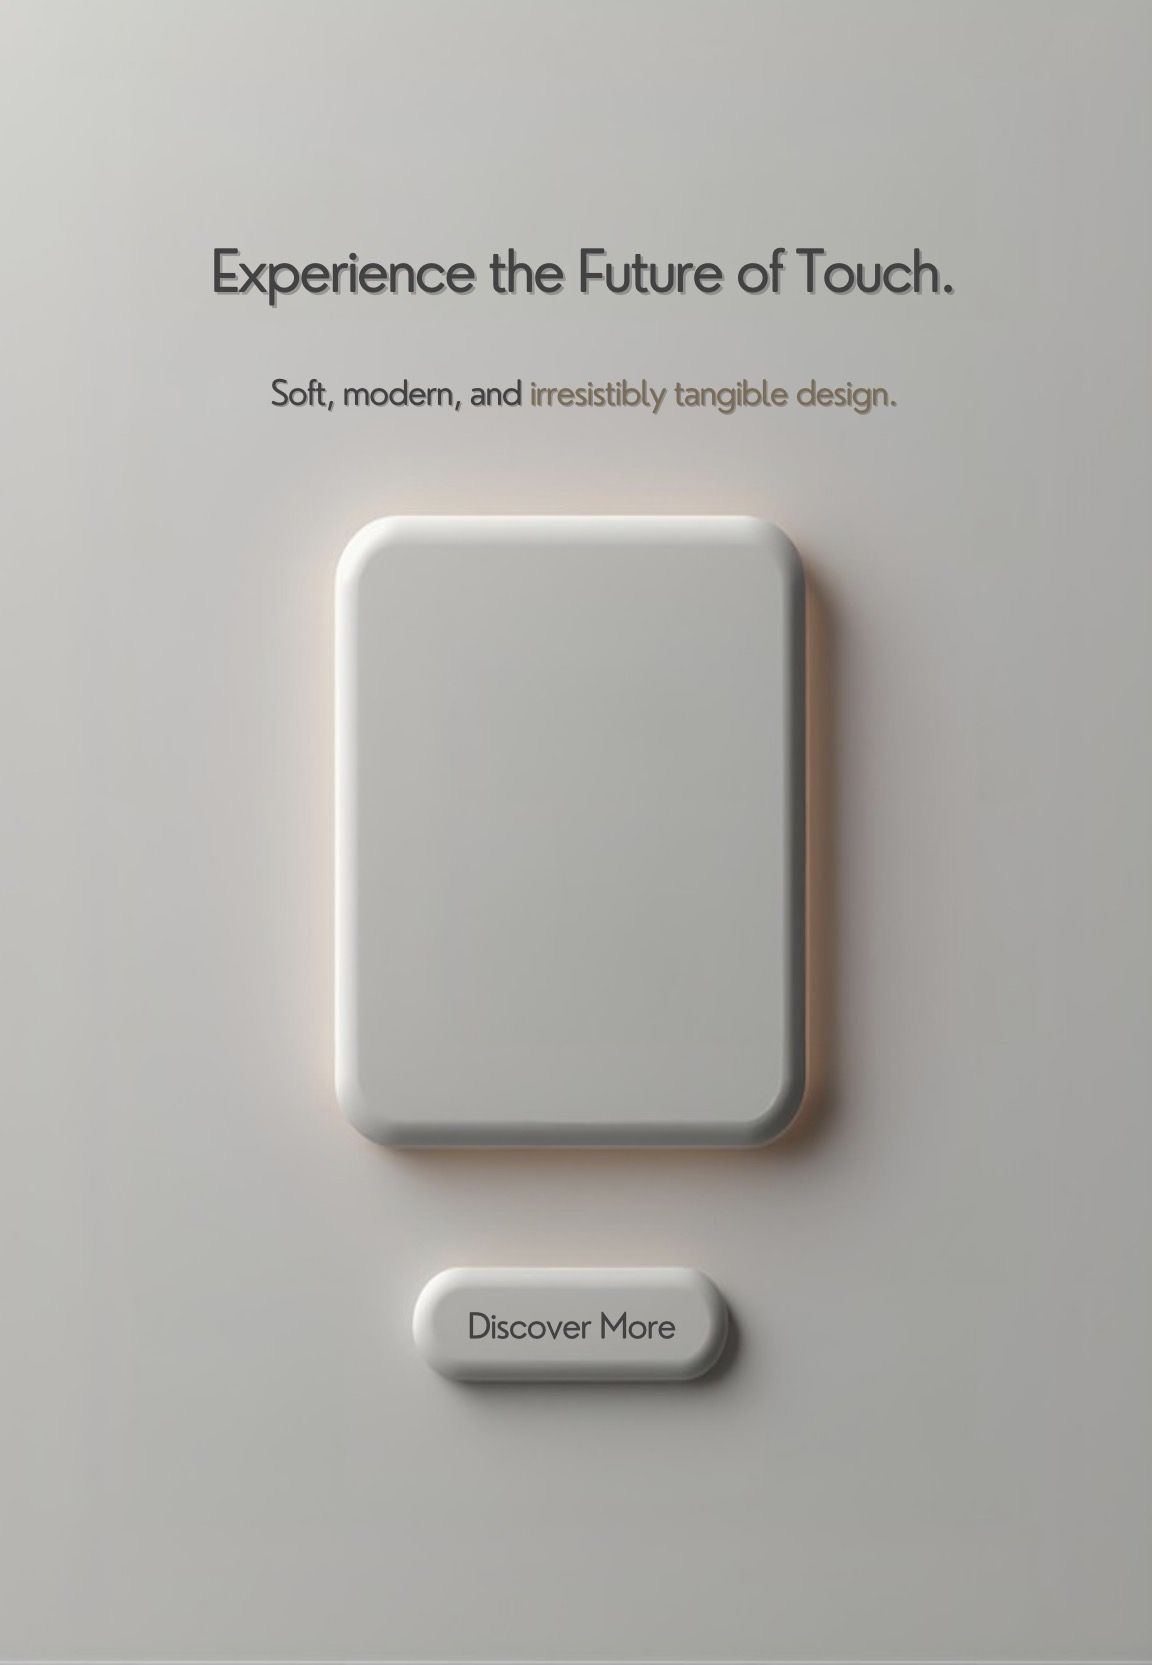 Experience the Future of Touch.
Soft, modern, and irresistibly tangible design.
Discover More